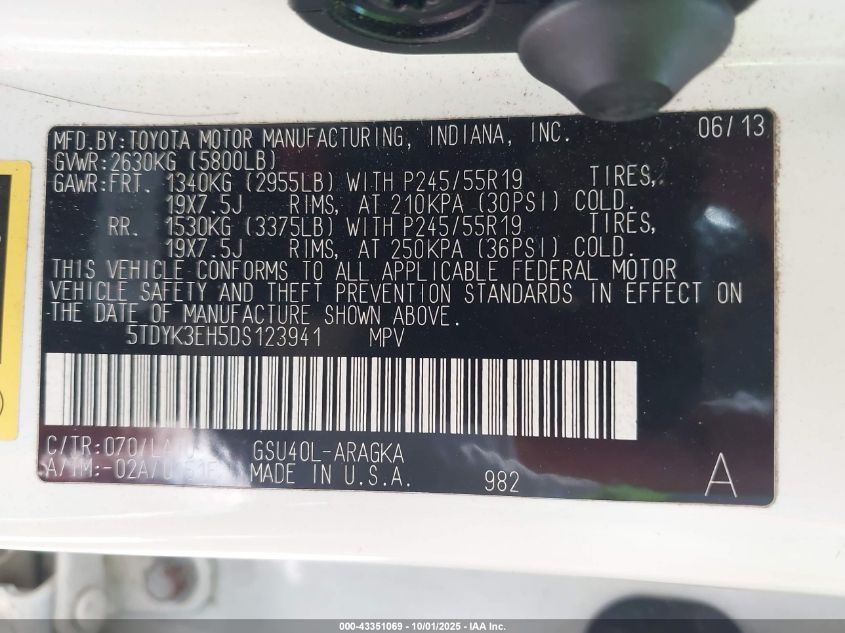 MFD.BY:TOYOTA MOTOR MANUFACTURING, INDIANA, INC. 06/13
GVWR:2630KG (5800LB)
GAWR:FRT. 1340KG (2955LB) WITH P245/55R19 TIRES,
19X7.5J RIMS, AT 210KPA (30PSI) COLD.
RR. 1530KG (3375LB) WITH P245/55R19 TIRES,
19X7.5J RIMS, AT 250KPA (36PSI) COLD.
THIS VEHICLE CONFORMS TO ALL APPLICABLE FEDERAL MOTOR
VEHICLE SAFETY AND THEFT PREVENTION STANDARDS IN EFFECT ON
THE DATE OF MANUFACTURE SHOWN ABOVE.
5TDYK3EH5DS123941 MPV
C/TR:070/ GSU40L-ARAGKA
A/TM:-02A/ MADE IN U.S.A. 982 A
000-43351069 - 10/01/2025 - IAA Inc.